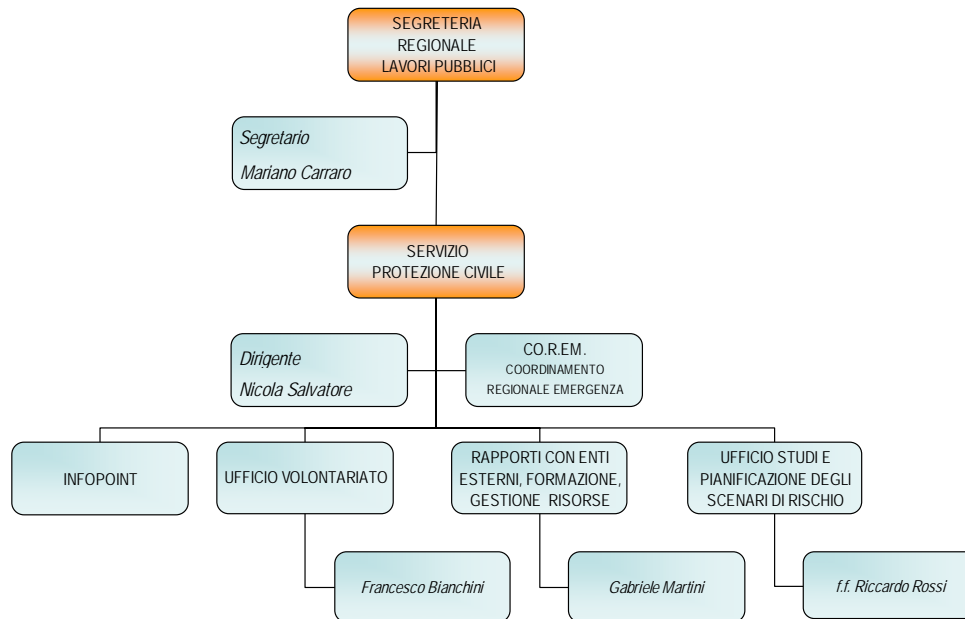 SEGRETERIA
REGIONALE
LAVORI PUBBLICI
Segretario
Mariano Carraro
SERVIZIO
PROTEZIONE CIVILE
Dirigente
Nicola Salvatore
CO.R.EM.
COORDINAMENTO
REGIONALE EMERGENZA
INFOPOINT
UFFICIO VOLONTARIATO
RAPPORTI CON ENTI
ESTERNI, FORMAZIONE,
GESTIONE RISORSE
UFFICIO STUDI E
PIANIFICAZIONE DEGLI
SCENARI DI RISCHIO
Francesco Bianchini
Gabriele Martini
f.f. Riccardo Rossi